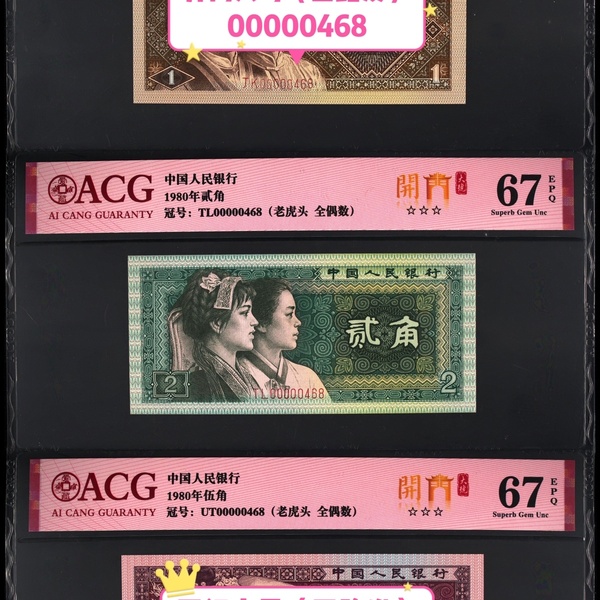 00000468
1
TK00000468
1
ACG
AI CANG GUARANTY
中国人民银行
1980年贰角
冠号：TL00000468（老虎头 全偶数）
開門
大院
☆☆☆
67
EPQ
Superb Gem Unc
中国人民银行
贰角
2
TL00000468
2
ACG
AI CANG GUARANTY
中国人民银行
1980年伍角
冠号：UT00000468（老虎头 全偶数）
開門
大院
☆☆☆
67
EPQ
Superb Gem Unc
中国人民银行